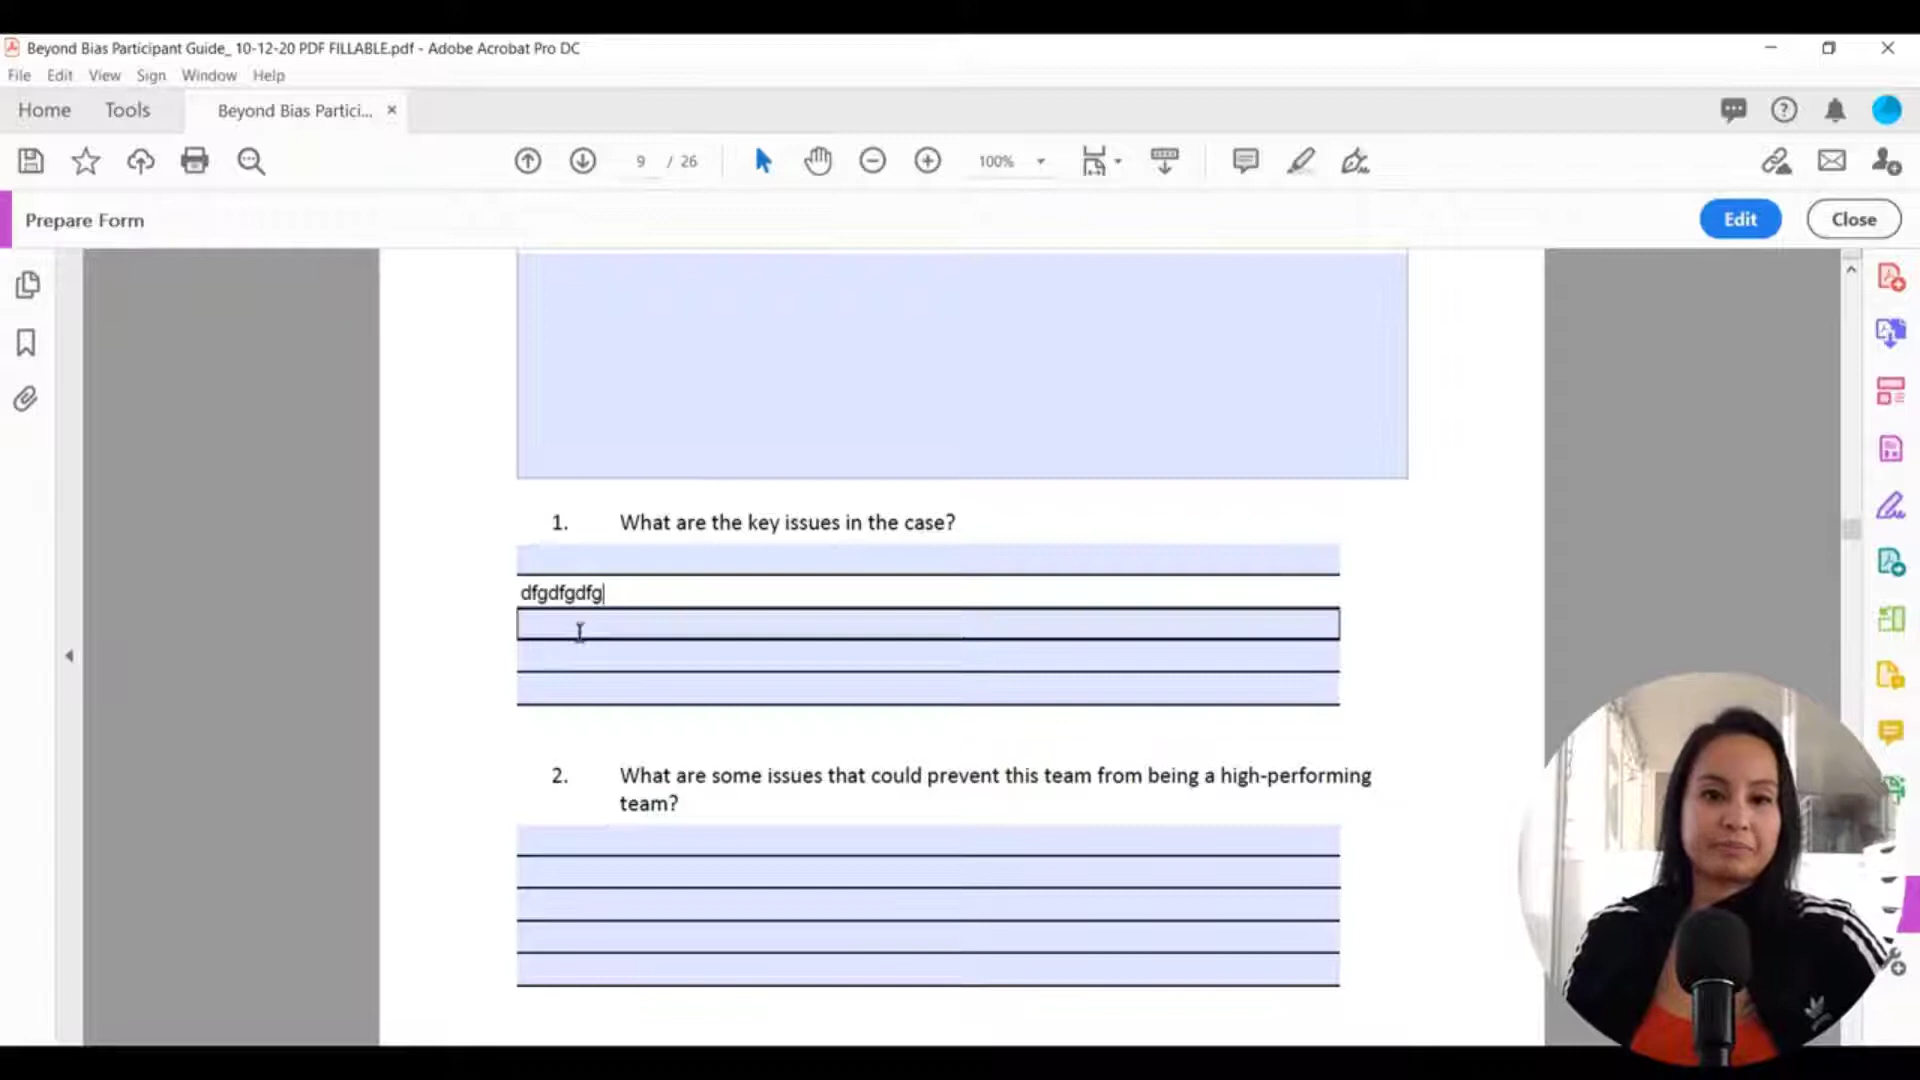 Beyond Bias Participant Guide_ 10-12-20 PDF FILLABLE.pdf - Adobe Acrobat Pro DC
File Edit View Sign Window Help
Home Tools Beyond Bias Partici... ×
9 / 26 100%
Prepare Form Edit Close
1. What are the key issues in the case?
dfgdfgdfg
2. What are some issues that could prevent this team from being a high-performing
team?